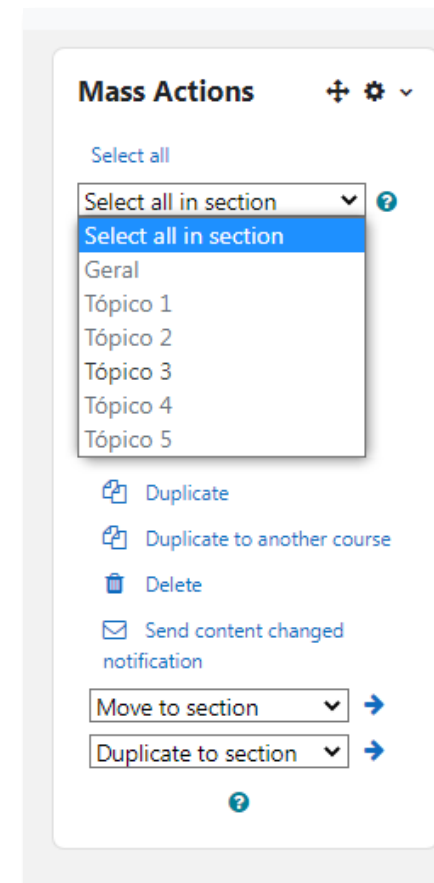 Mass Actions
Select all
Select all in section
Select all in section
Geral
Tópico 1
Tópico 2
Tópico 3
Tópico 4
Tópico 5
Duplicate
Duplicate to another course
Delete
Send content changed
notification
Move to section
Duplicate to section